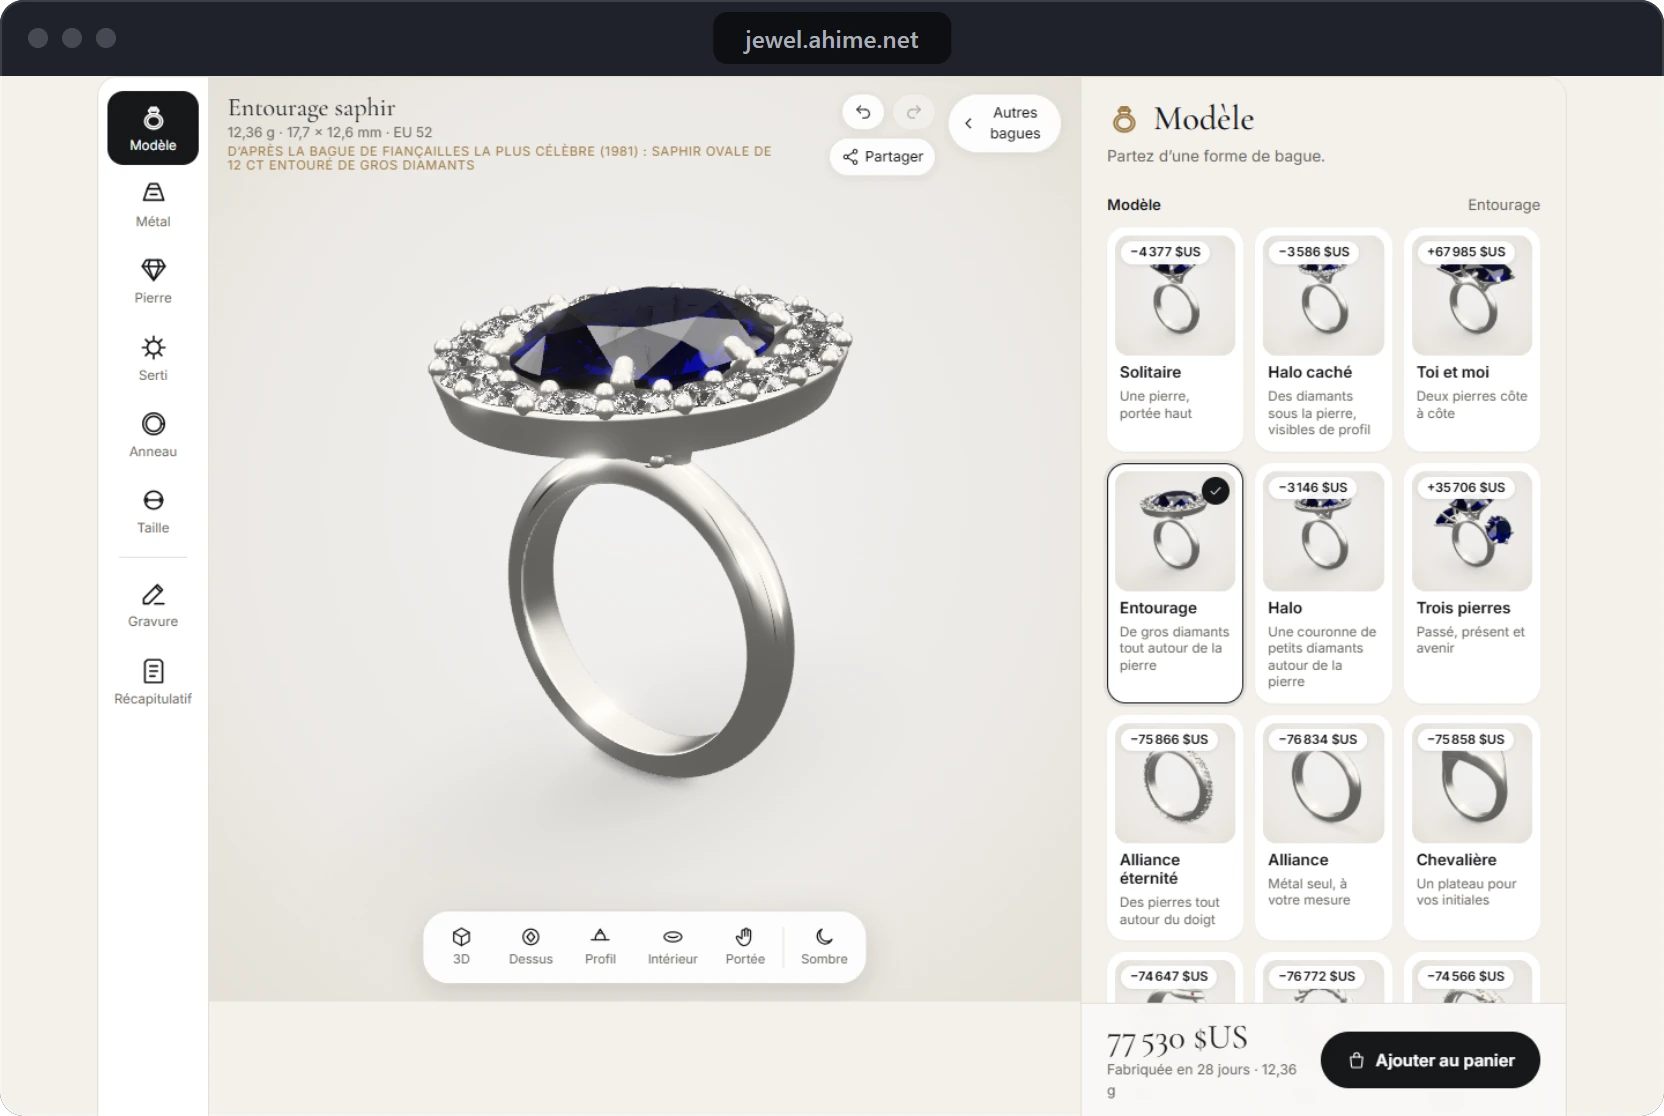 jewel.ahime.net
Modèle
Métal
Pierre
Serti
Anneau
Taille
Gravure
Récapitulatif
Entourage saphir
12,36 g · 17,7 × 12,6 mm · EU 52
D'APRÈS LA BAGUE DE FIANÇAILLES LA PLUS CÉLÈBRE (1981) : SAPHIR OVALE DE
12 CT ENTOURÉ DE GROS DIAMANTS
Partager
Autres
bagues
3D
Dessus
Profil
Intérieur
Portée
Sombre
Modèle
Partez d'une forme de bague.
Modèle
Entourage
−4 377 $US
Solitaire
Une pierre,
portée haut
−3 586 $US
Halo caché
Des diamants
sous la pierre,
visibles de profil
+67 985 $US
Toi et moi
Deux pierres côte
à côte
Entourage
De gros diamants
tout autour de la
pierre
−3 146 $US
Halo
Une couronne de
petits diamants
autour de la
pierre
+35 706 $US
Trois pierres
Passé, présent et
avenir
−75 866 $US
Alliance
éternité
Des pierres tout
autour du doigt
−76 834 $US
Alliance
Métal seul, à
votre mesure
−75 858 $US
Chevalière
Un plateau pour
vos initiales
−74 647 $US
−76 772 $US
−74 566 $US
77 530 $US
Fabriquée en 28 jours · 12,36
g
Ajouter au panier